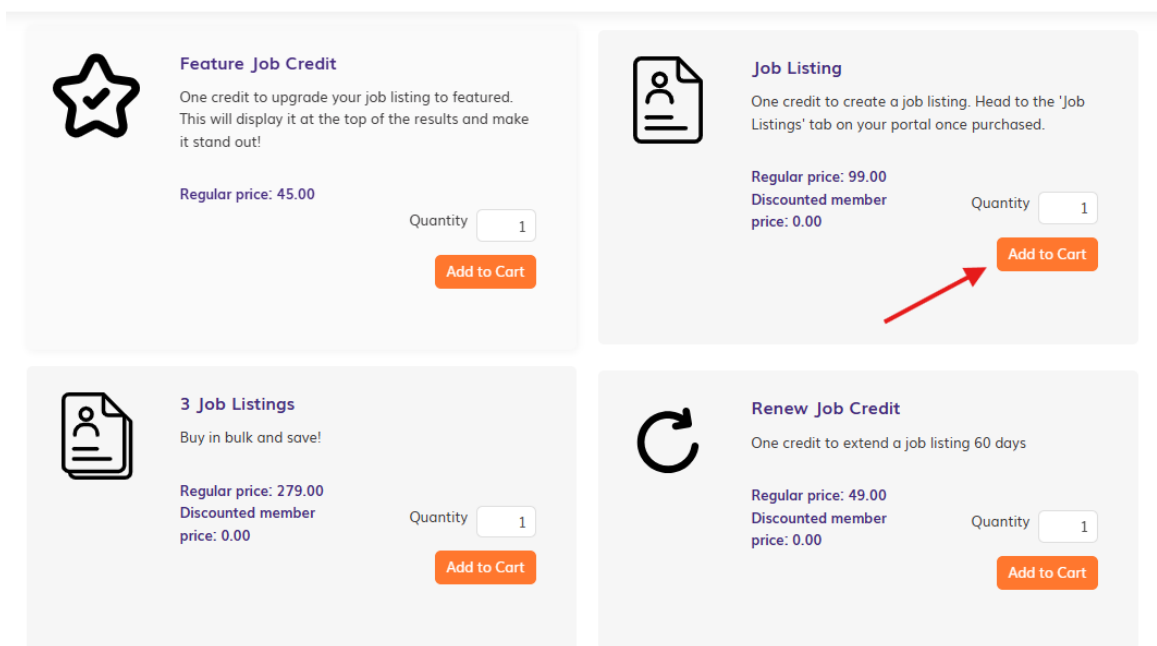 Feature Job Credit
One credit to upgrade your job listing to featured.
This will display it at the top of the results and make
it stand out!
Regular price: 45.00
Quantity 1
Add to Cart
Job Listing
One credit to create a job listing. Head to the 'Job
Listings' tab on your portal once purchased.
Regular price: 99.00
Discounted member
price: 0.00
Quantity 1
Add to Cart
3 Job Listings
Buy in bulk and save!
Regular price: 279.00
Discounted member
price: 0.00
Quantity 1
Add to Cart
Renew Job Credit
One credit to extend a job listing 60 days
Regular price: 49.00
Discounted member
price: 0.00
Quantity 1
Add to Cart